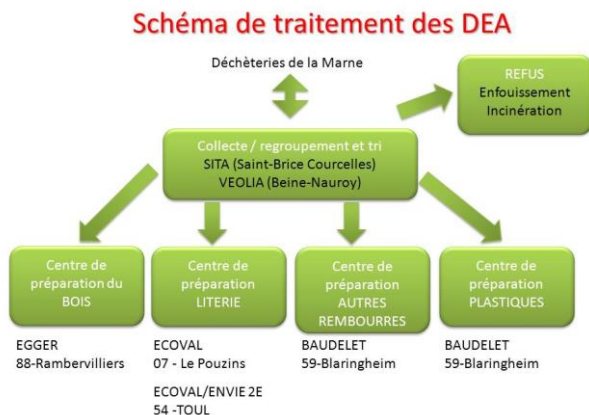 Schéma de traitement des DEA
Déchèteries de la Marne
REFUS
Enfouissement
Incinération
Collecte / regroupement et tri
SITA (Saint-Brice Courcelles)
VEOLIA (Beine-Nauroy)
Centre de
préparation du
BOIS
EGGER
88-Rambervilliers
Centre de
préparation
LITERIE
ECOVAL
07 - Le Pouzins
ECOVAL/ENVIE 2E
54 -TOUL
Centre de
préparation
AUTRES
REMBOURRES
BAUDELET
59-Blaringheim
Centre de
préparation
PLASTIQUES
BAUDELET
59-Blaringheim